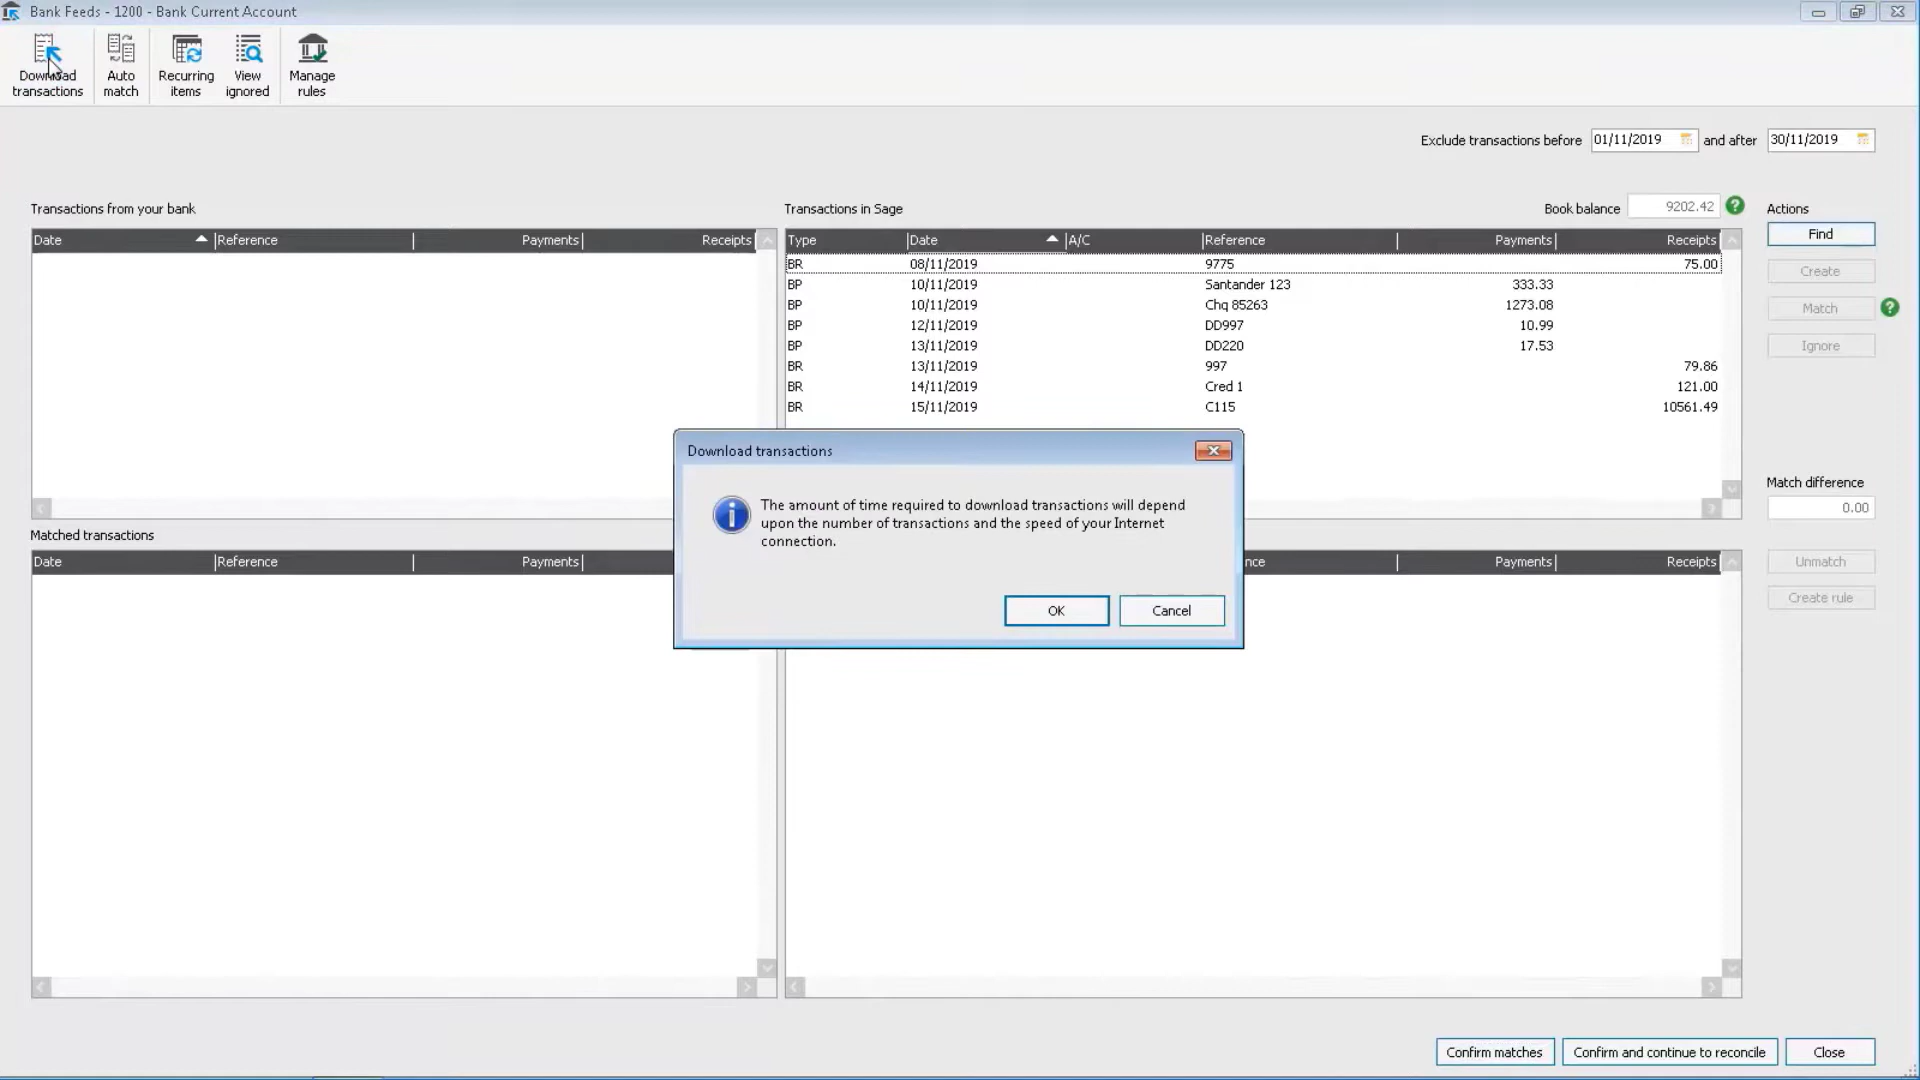 Bank Feeds - 1200 - Bank Current Account
Download transactions
Auto match
Recurring items
View ignored
Manage rules
Exclude transactions before 01/11/2019 and after 30/11/2019
Transactions from your bank
Date Reference Payments Receipts
Transactions in Sage
Book balance 9202.42 ?
Type Date A/C Reference Payments Receipts
BR 08/11/2019 9775 75.00
BP 10/11/2019 Santander 123 333.33
BP 10/11/2019 Chq 85263 1273.08
BP 12/11/2019 DD997 10.99
BP 13/11/2019 DD220 17.53
BR 13/11/2019 997 79.86
BR 14/11/2019 Cred 1 121.00
BR 15/11/2019 C115 10561.49
Actions
Find
Create
Match ?
Ignore
Match difference
0.00
Download transactions
The amount of time required to download transactions will depend
upon the number of transactions and the speed of your Internet
connection.
OK Cancel
Matched transactions
Date Reference Payments
nce Payments Receipts
Unmatch
Create rule
Confirm matches Confirm and continue to reconcile Close